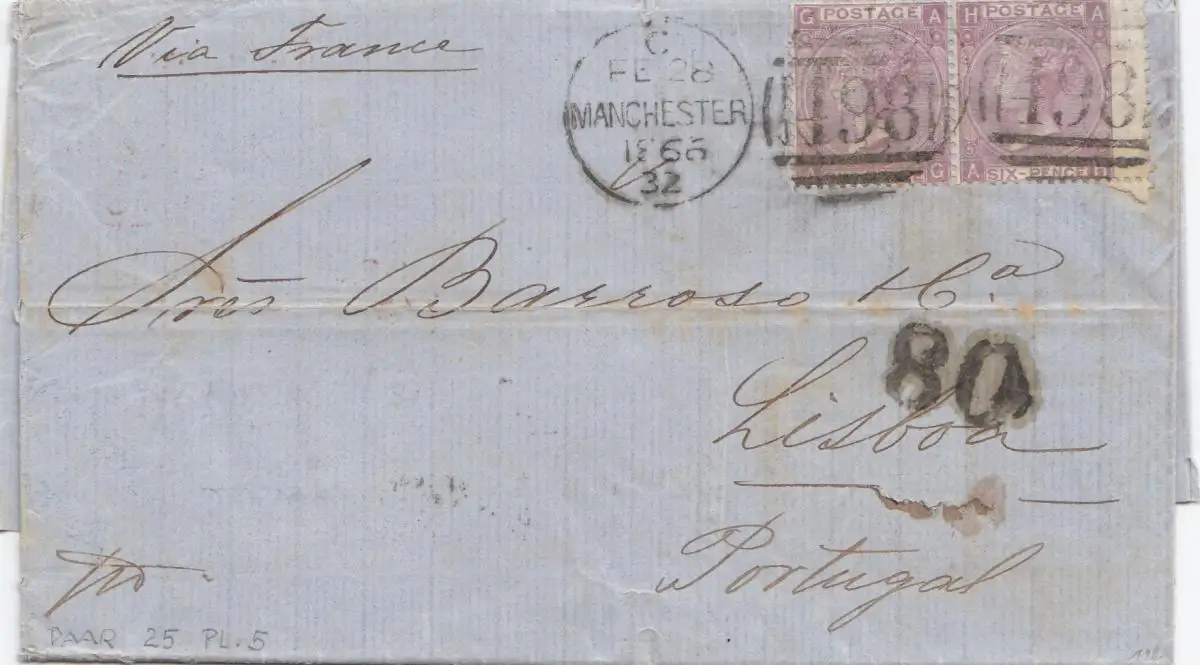 Via France
C
FE 28
MANCHESTER
1866
32
G POSTAGE A
H POSTAGE A
498
498
G
A SIX-PENCE H
5
Barroso & C.ª
80
Lisboa
Portugal
PAAR 25 PL.5